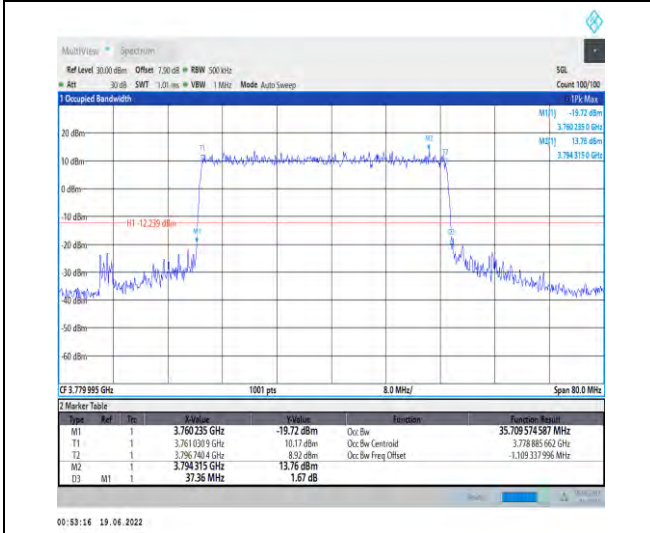 MultiView Spectrum
Ref Level 30.00 dBm Offset 7.90 dB RBW 500 kHz SGL
Att 30 dB SWT 1.01 ms VBW 1 MHz Mode Auto Sweep Count 100/100
1 Occupied Bandwidth 1Pk Max
M1[1] -19.72 dBm
3.760 235 0 GHz
M2[1] 13.76 dBm
3.794 315 0 GHz
20 dBm
M2
T1
T2
10 dBm
0 dBm
-10 dBm
H1 -12.239 dBm
M1
D3
-20 dBm
-30 dBm
-40 dBm
-50 dBm
-60 dBm
CF 3.779 995 GHz 1001 pts 8.0 MHz/ Span 80.0 MHz
2 Marker Table
Type Ref Trc X-Value Y-Value Function Function Result
M1 1 3.760 235 GHz -19.72 dBm Occ Bw 35.709 574 587 MHz
T1 1 3.761 030 9 GHz 10.17 dBm Occ Bw Centroid 3.778 885 662 GHz
T2 1 3.796 740 4 GHz 8.92 dBm Occ Bw Freq Offset -1.109 337 996 MHz
M2 1 3.794 315 GHz 13.76 dBm
D3 M1 1 37.36 MHz 1.67 dB
00:53:16 19.06.2022